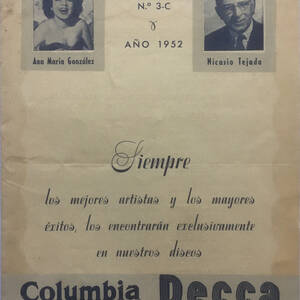 N.º 3-C
AÑO 1952
Ana María González
Nicasio Tejada
Siempre
los mejores artistas y los mayores
éxitos, los encontrarán exclusivamente
en nuestros discos
Columbia
Decca